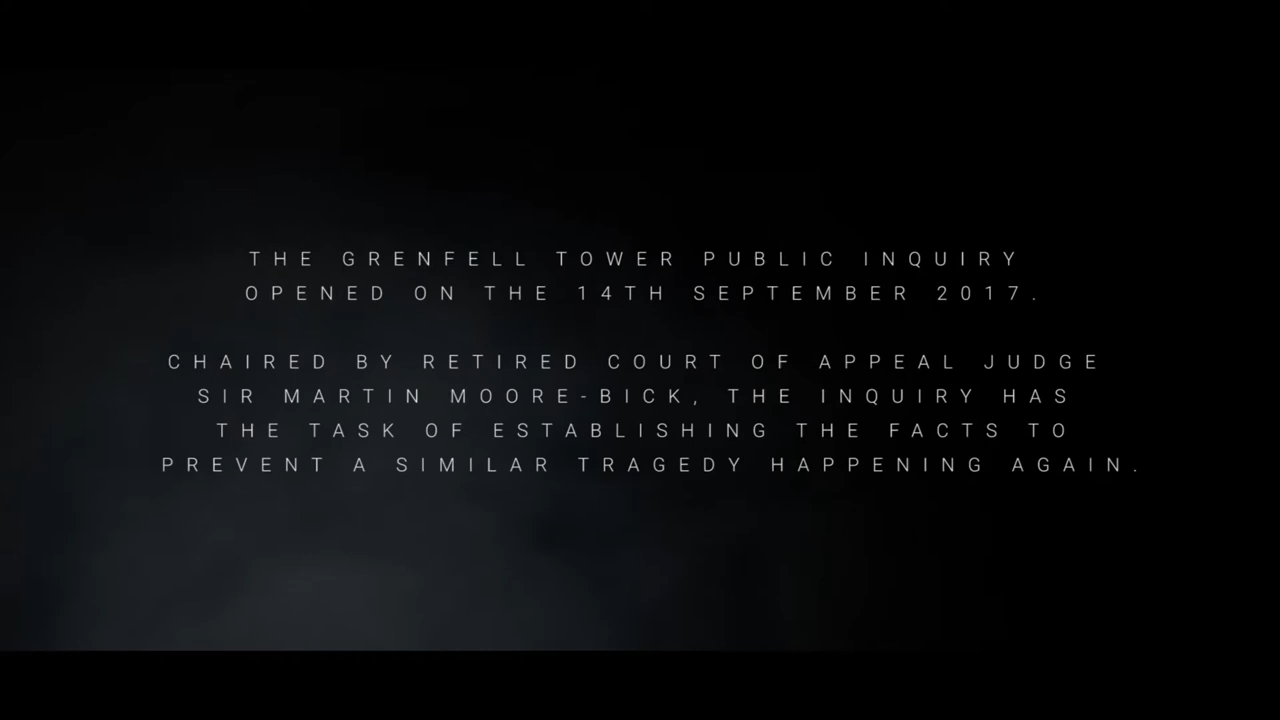 THE GRENFELL TOWER PUBLIC INQUIRY
OPENED ON THE 14TH SEPTEMBER 2017.
CHAIRED BY RETIRED COURT OF APPEAL JUDGE
SIR MARTIN MOORE-BICK, THE INQUIRY HAS
THE TASK OF ESTABLISHING THE FACTS TO
PREVENT A SIMILAR TRAGEDY HAPPENING AGAIN.